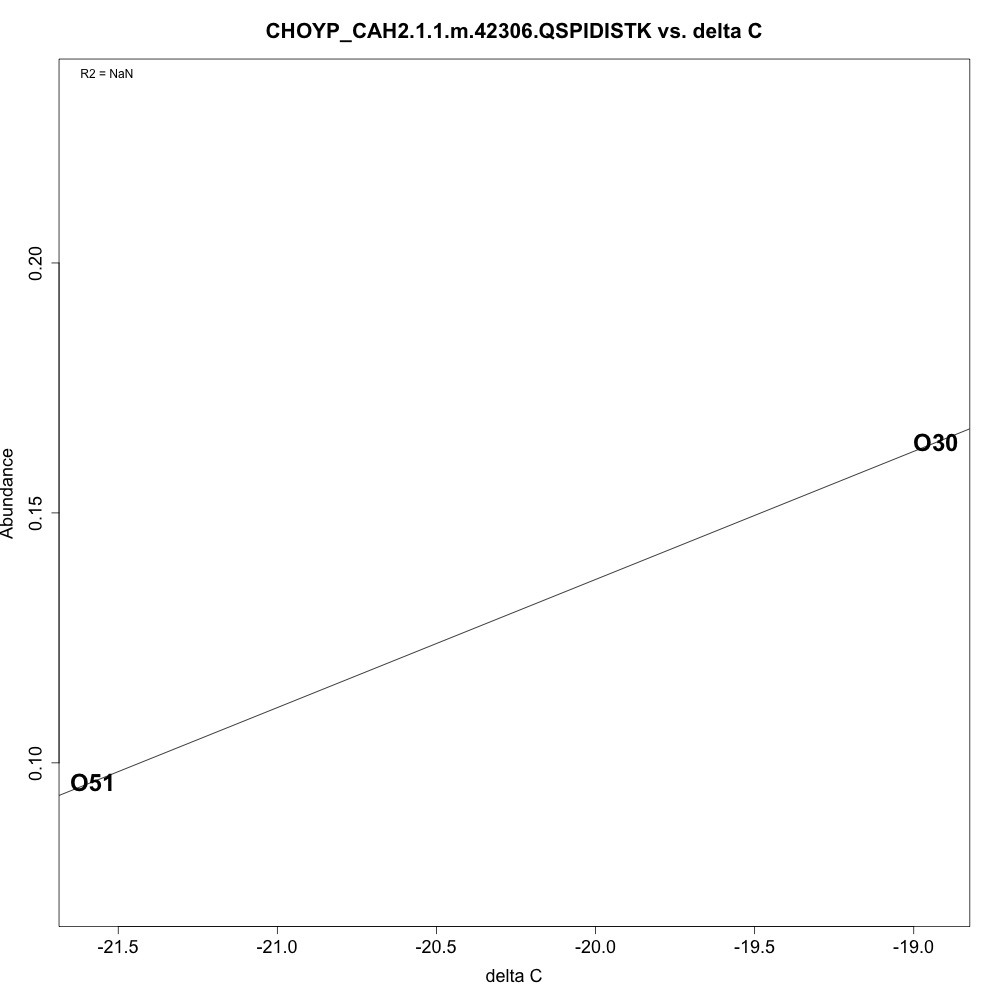 CHOYP_CAH2.1.1.m.42306.QSPIDISTK vs. delta C
R2 = NaN
0.20
0.15
0.10
Abundance
O30
O51
-21.5 -21.0 -20.5 -20.0 -19.5 -19.0
delta C